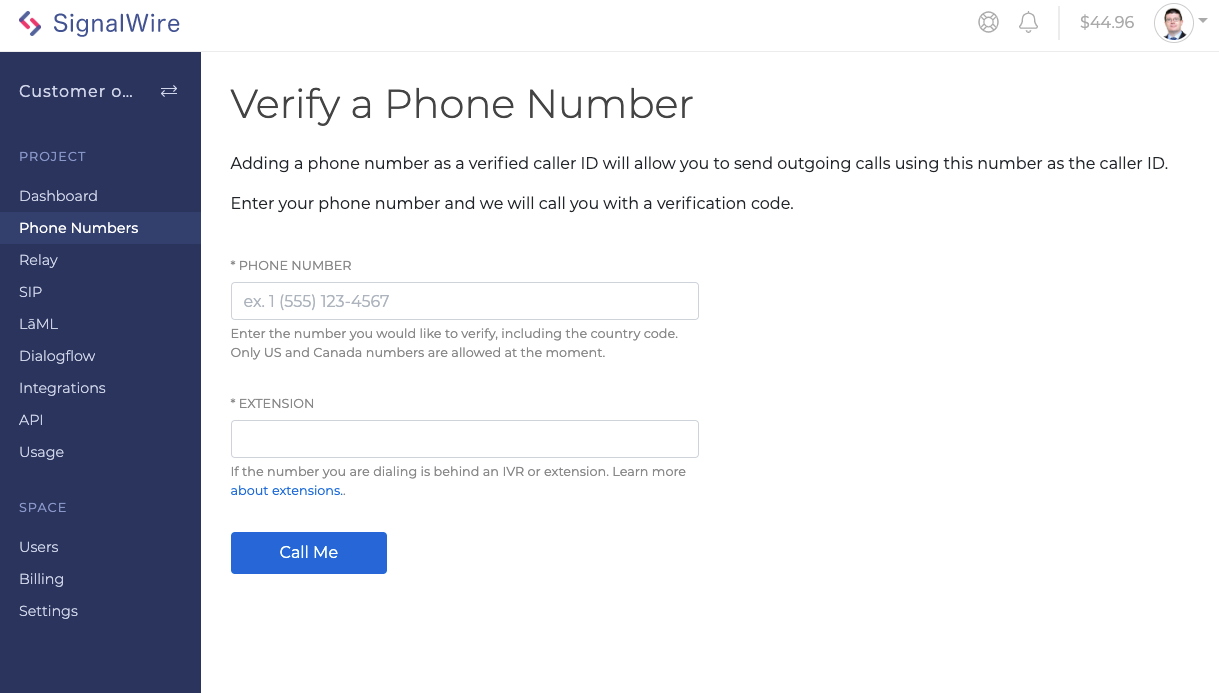 SignalWire
$44.96
Customer o...
PROJECT
Dashboard
Phone Numbers
Relay
SIP
LāML
Dialogflow
Integrations
API
Usage
SPACE
Users
Billing
Settings
Verify a Phone Number
Adding a phone number as a verified caller ID will allow you to send outgoing calls using this number as the caller ID.
Enter your phone number and we will call you with a verification code.
* PHONE NUMBER
ex. 1 (555) 123-4567
Enter the number you would like to verify, including the country code.
Only US and Canada numbers are allowed at the moment.
* EXTENSION
If the number you are dialing is behind an IVR or extension. Learn more
about extensions..
Call Me